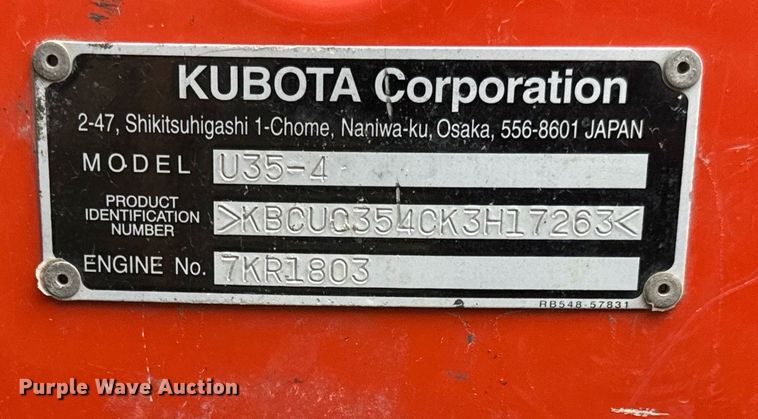 KUBOTA Corporation
2-47, Shikitsuhigashi 1-Chome, Naniwa-ku, Osaka, 556-8601 JAPAN
MODEL U35-4
PRODUCT
IDENTIFICATION
NUMBER >KBCUC354CK3H17263<
ENGINE No. 7KR1803
RB548-57831
Purple Wave Auction